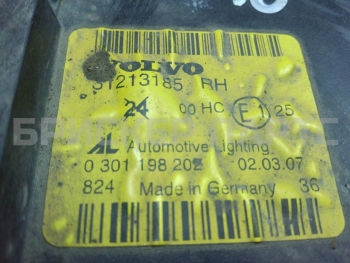 VOLVO
31213185 RH
24 00 HC E1 25
AL Automotive Lighting
0 301 198 202 02.03.07
824 Made in Germany 36